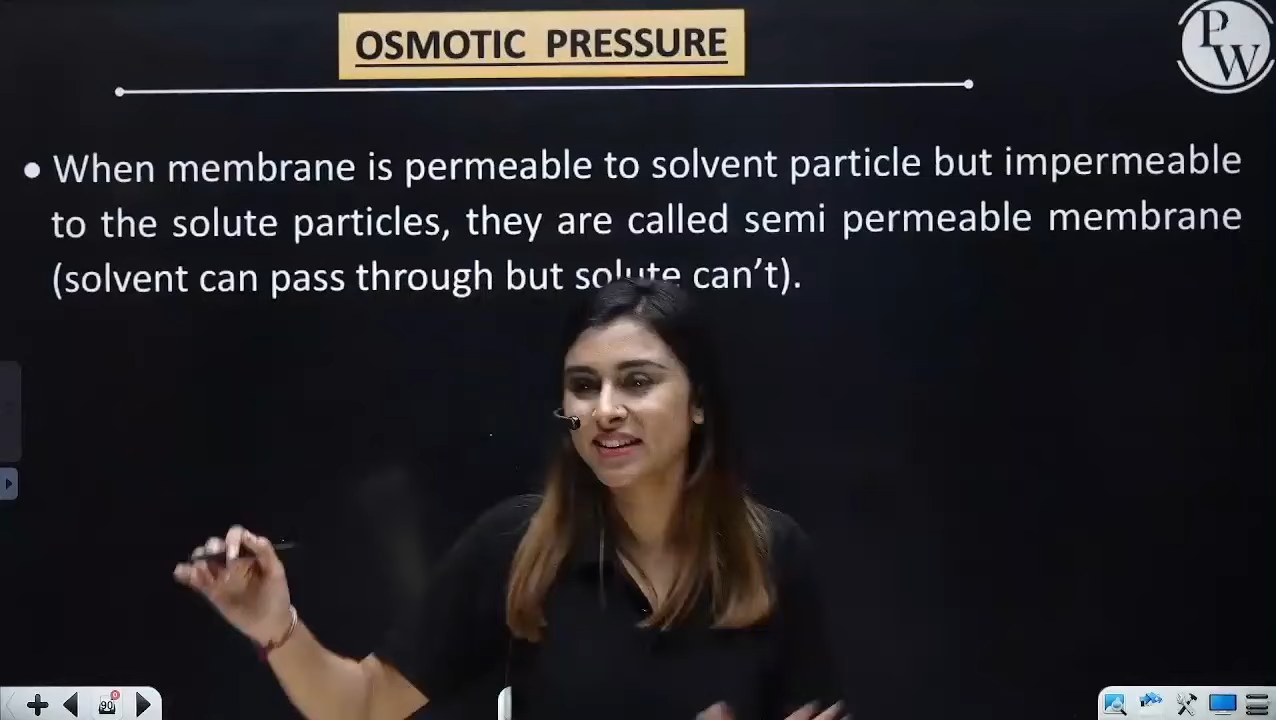 OSMOTIC PRESSURE
PW
• When membrane is permeable to solvent particle but impermeable
to the solute particles, they are called semi permeable membrane
(solvent can pass through but solute can’t).
90
0